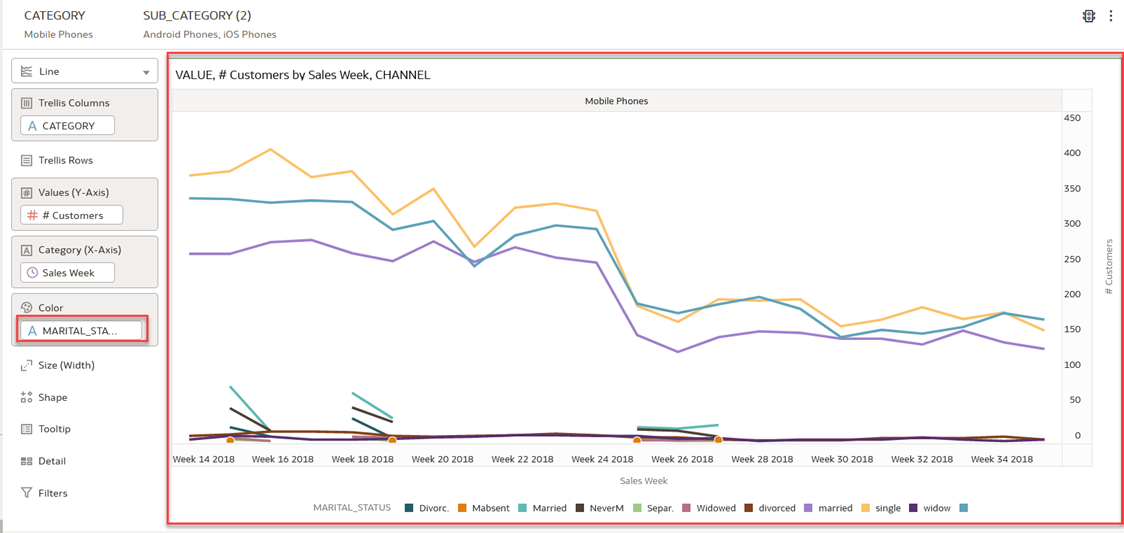 CATEGORY SUB_CATEGORY (2)
Mobile Phones Android Phones, iOS Phones
Line
Trellis Columns
A CATEGORY
Trellis Rows
Values (Y-Axis)
# # Customers
Category (X-Axis)
Sales Week
Color
A MARITAL_STA...
Size (Width)
Shape
Tooltip
Detail
Filters
VALUE, # Customers by Sales Week, CHANNEL
Mobile Phones
450
400
350
300
250
200
150
100
50
0
# Customers
Week 14 2018 Week 16 2018 Week 18 2018 Week 20 2018 Week 22 2018 Week 24 2018 Week 26 2018 Week 28 2018 Week 30 2018 Week 32 2018 Week 34 2018
Sales Week
MARITAL_STATUS Divorc. Mabsent Married NeverM Separ. Widowed divorced married single widow